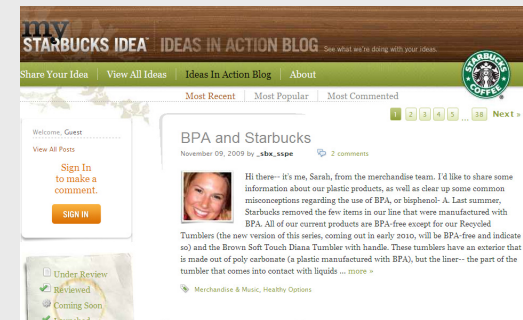 my
STARBUCKS IDEA™ IDEAS IN ACTION BLOG See what we're doing with your ideas.
STARBUCKS COFFEE
Share Your Idea View All Ideas Ideas In Action Blog About
Most Recent Most Popular Most Commented
1 2 3 4 5 ... 38 Next »
Welcome, Guest
View All Posts
Sign In
to make a
comment.
SIGN IN
Under Review
Reviewed
Coming Soon
BPA and Starbucks
November 09, 2009 by _sbx_sspe 2 comments
Hi there-- it's me, Sarah, from the merchandise team. I'd like to share some
information about our plastic products, as well as clear up some common
misconceptions regarding the use of BPA, or bisphenol- A. Last summer,
Starbucks removed the few items in our line that were manufactured with
BPA. All of our current products are BPA-free except for our Recycled
Tumblers (the new version of this series, coming out in early 2010, will be BPA-free and indicate
so) and the Brown Soft Touch Diana Tumbler with handle. These tumblers have an exterior that
is made out of poly carbonate (a plastic manufactured with BPA), but the liner-- the part of the
tumbler that comes into contact with liquids ... more »
Merchandise & Music, Healthy Options